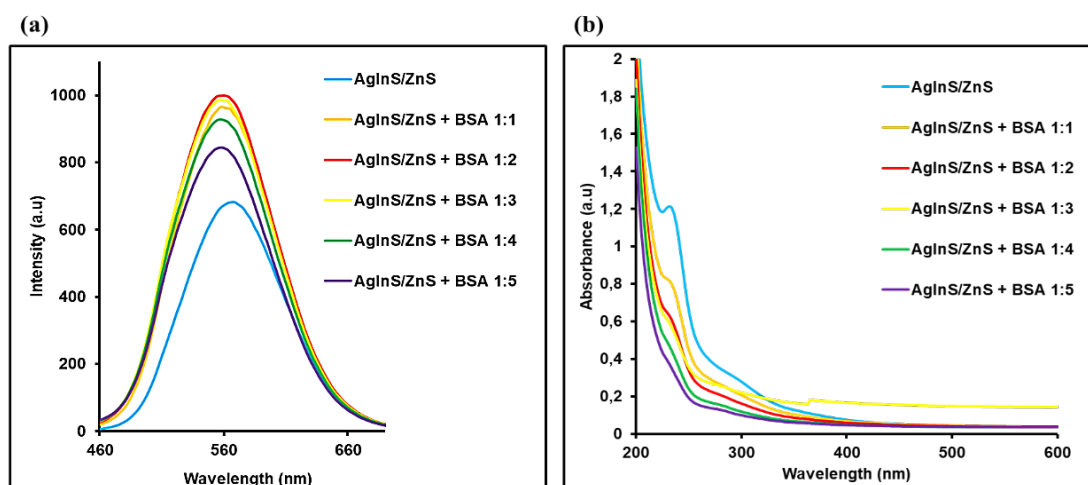 (a)
(b)
Intensity (a.u)
1000
800
600
400
200
0
460
560
660
Wavelength (nm)
AgInS/ZnS
AgInS/ZnS + BSA 1:1
AgInS/ZnS + BSA 1:2
AgInS/ZnS + BSA 1:3
AgInS/ZnS + BSA 1:4
AgInS/ZnS + BSA 1:5
Absorbance (a.u)
2
1,8
1,6
1,4
1,2
1
0,8
0,6
0,4
0,2
0
200
300
400
500
600
Wavelength (nm)
AgInS/ZnS
AgInS/ZnS + BSA 1:1
AgInS/ZnS + BSA 1:2
AgInS/ZnS + BSA 1:3
AgInS/ZnS + BSA 1:4
AgInS/ZnS + BSA 1:5